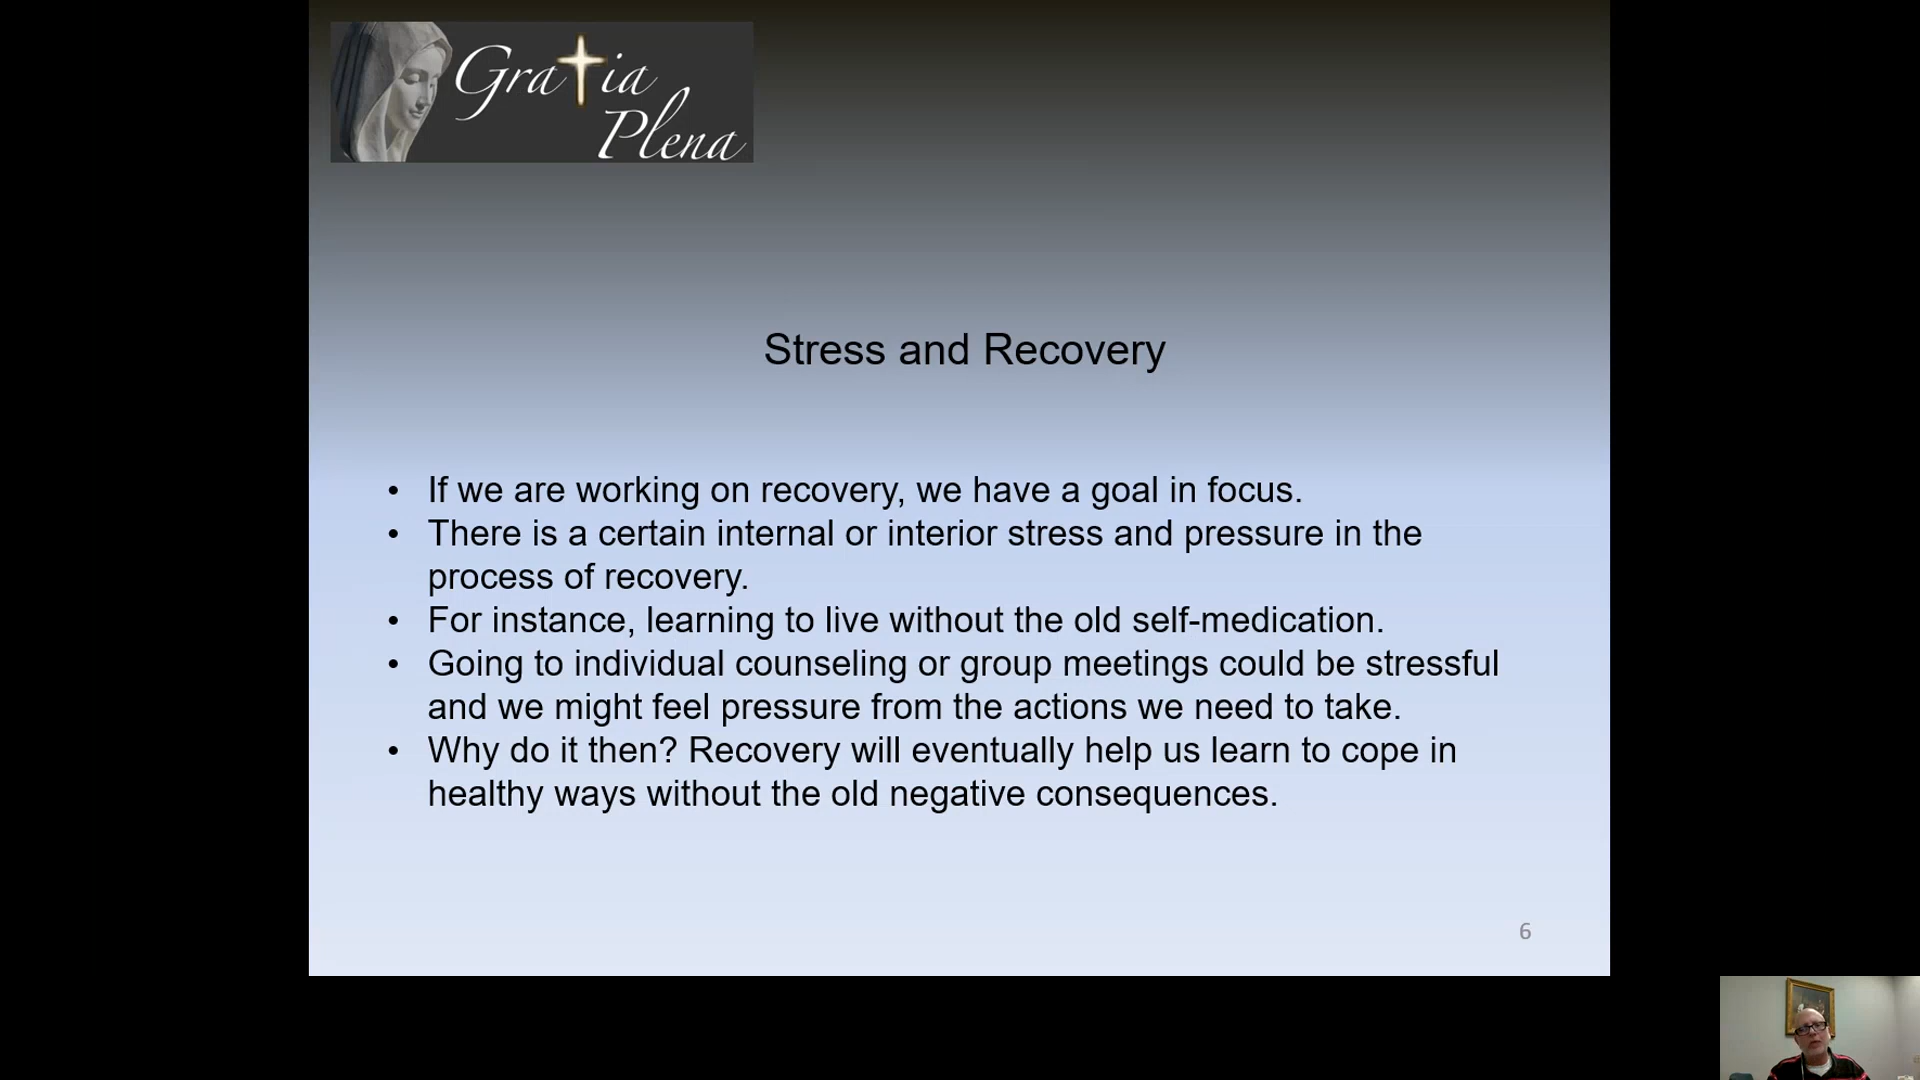 Gratia
Plena
Stress and Recovery
• If we are working on recovery, we have a goal in focus.
• There is a certain internal or interior stress and pressure in the
process of recovery.
• For instance, learning to live without the old self-medication.
• Going to individual counseling or group meetings could be stressful
and we might feel pressure from the actions we need to take.
• Why do it then? Recovery will eventually help us learn to cope in
healthy ways without the old negative consequences.
6